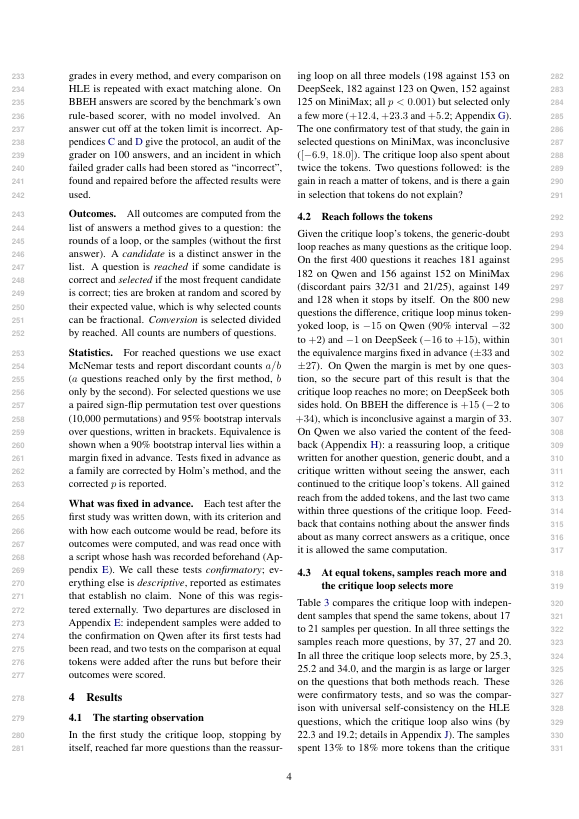 233 grades in every method, and every comparison on
234 HLE is repeated with exact matching alone. On
235 BBEH answers are scored by the benchmark's own
236 rule-based scorer, with no model involved. An
237 answer cut off at the token limit is incorrect. Ap-
238 pendices C and D give the protocol, an audit of the
239 grader on 100 answers, and an incident in which
240 failed grader calls had been stored as “incorrect”,
241 found and repaired before the affected results were
242 used.
243 Outcomes. All outcomes are computed from the
244 list of answers a method gives to a question: the
245 rounds of a loop, or the samples (without the first
246 answer). A candidate is a distinct answer in the
247 list. A question is reached if some candidate is
248 correct and selected if the most frequent candidate
249 is correct; ties are broken at random and scored by
250 their expected value, which is why selected counts
251 can be fractional. Conversion is selected divided
252 by reached. All counts are numbers of questions.
253 Statistics. For reached questions we use exact
254 McNemar tests and report discordant counts a/b
255 (a questions reached only by the first method, b
256 only by the second). For selected questions we use
257 a paired sign-flip permutation test over questions
258 (10,000 permutations) and 95% bootstrap intervals
259 over questions, written in brackets. Equivalence is
260 shown when a 90% bootstrap interval lies within a
261 margin fixed in advance. Tests fixed in advance as
262 a family are corrected by Holm's method, and the
263 corrected p is reported.
264 What was fixed in advance. Each test after the
265 first study was written down, with its criterion and
266 with how each outcome would be read, before its
267 outcomes were computed, and was read once with
268 a script whose hash was recorded beforehand (Ap-
269 pendix E). We call these tests confirmatory; ev-
270 erything else is descriptive, reported as estimates
271 that establish no claim. None of this was regis-
272 tered externally. Two departures are disclosed in
273 Appendix E: independent samples were added to
274 the confirmation on Qwen after its first tests had
275 been read, and two tests on the comparison at equal
276 tokens were added after the runs but before their
277 outcomes were scored.
278 4 Results
279 4.1 The starting observation
280 In the first study the critique loop, stopping by
281 itself, reached far more questions than the reassur-
282 ing loop on all three models (198 against 153 on
283 DeepSeek, 182 against 123 on Qwen, 152 against
284 125 on MiniMax; all p < 0.001) but selected only
285 a few more (+12.4, +23.3 and +5.2; Appendix G).
286 The one confirmatory test of that study, the gain in
287 selected questions on MiniMax, was inconclusive
288 ([−6.9, 18.0]). The critique loop also spent about
289 twice the tokens. Two questions followed: is the
290 gain in reach a matter of tokens, and is there a gain
291 in selection that tokens do not explain?
292 4.2 Reach follows the tokens
293 Given the critique loop's tokens, the generic-doubt
294 loop reaches as many questions as the critique loop.
295 On the first 400 questions it reaches 181 against
296 182 on Qwen and 156 against 152 on MiniMax
297 (discordant pairs 32/31 and 21/25), against 149
298 and 128 when it stops by itself. On the 800 new
299 questions the difference, critique loop minus token-
300 yoked loop, is −15 on Qwen (90% interval −32
301 to +2) and −1 on DeepSeek (−16 to +15), within
302 the equivalence margins fixed in advance (±33 and
303 ±27). On Qwen the margin is met by one ques-
304 tion, so the secure part of this result is that the
305 critique loop reaches no more; on DeepSeek both
306 sides hold. On BBEH the difference is +15 (−2 to
307 +34), which is inconclusive against a margin of 33.
308 On Qwen we also varied the content of the feed-
309 back (Appendix H): a reassuring loop, a critique
310 written for another question, generic doubt, and a
311 critique written without seeing the answer, each
312 continued to the critique loop's tokens. All gained
313 reach from the added tokens, and the last two came
314 within three questions of the critique loop. Feed-
315 back that contains nothing about the answer finds
316 about as many correct answers as a critique, once
317 it is allowed the same computation.
318 4.3 At equal tokens, samples reach more and
319 the critique loop selects more
320 Table 3 compares the critique loop with indepen-
321 dent samples that spend the same tokens, about 17
322 to 21 samples per question. In all three settings the
323 samples reach more questions, by 37, 27 and 20.
324 In all three the critique loop selects more, by 25.3,
325 25.2 and 34.0, and the margin is as large or larger
326 on the questions that both methods reach. These
327 were confirmatory tests, and so was the compar-
328 ison with universal self-consistency on the HLE
329 questions, which the critique loop also wins (by
330 22.3 and 19.2; details in Appendix J). The samples
331 spent 13% to 18% more tokens than the critique
4